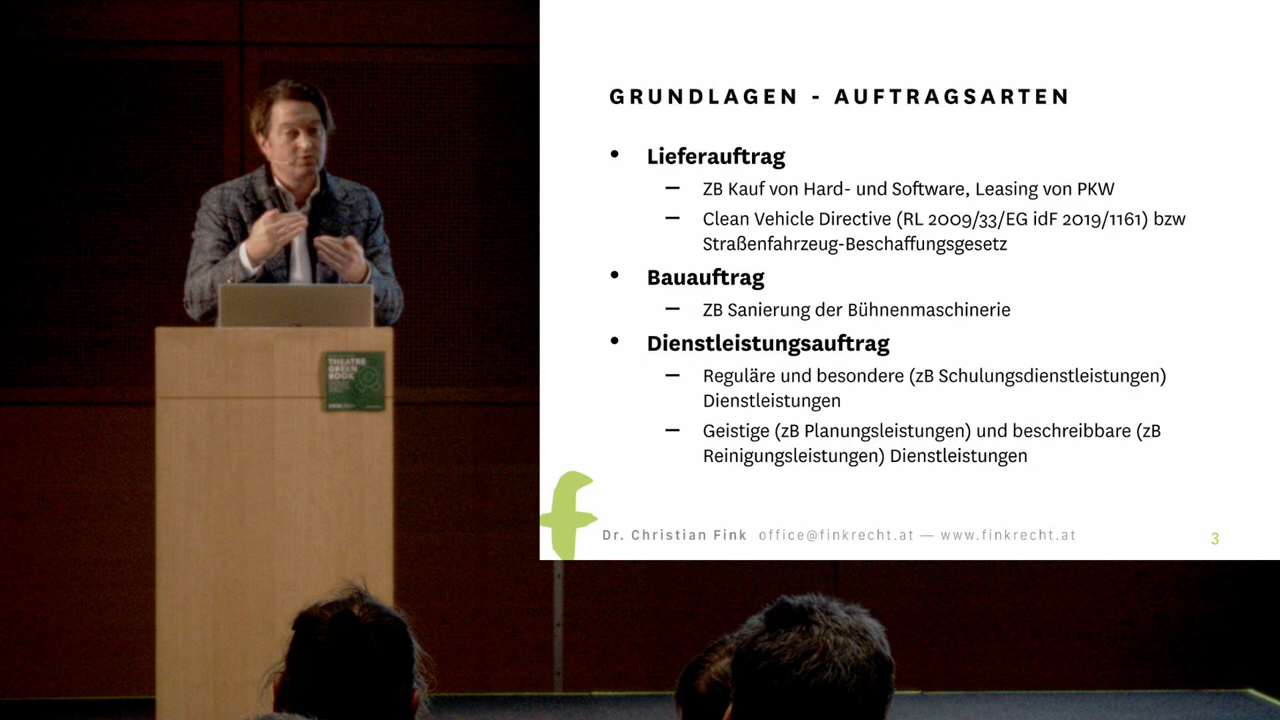 GRUNDLAGEN - AUFTRAGSARTEN
• Lieferauftrag
— ZB Kauf von Hard- und Software, Leasing von PKW
— Clean Vehicle Directive (RL 2009/33/EG idF 2019/1161) bzw
Straßenfahrzeug-Beschaffungsgesetz
• Bauauftrag
— ZB Sanierung der Bühnenmaschinerie
• Dienstleistungsauftrag
— Reguläre und besondere (zB Schulungsdienstleistungen)
Dienstleistungen
— Geistige (zB Planungsleistungen) und beschreibbare (zB
Reinigungsleistungen) Dienstleistungen
f
Dr. Christian Fink office@finkrecht.at — www.finkrecht.at
3
THEATRE
GREEN
BOOK